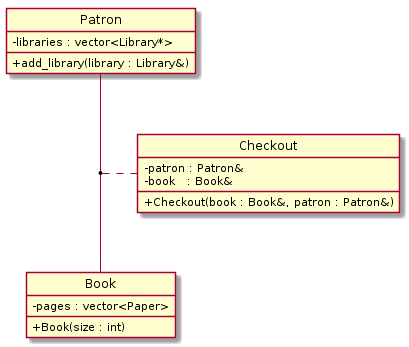 Patron
-libraries : vector<Library*>
+add_library(library : Library&)
Checkout
-patron : Patron&
-book : Book&
+Checkout(book : Book&, patron : Patron&)
Book
-pages : vector<Paper>
+Book(size : int)